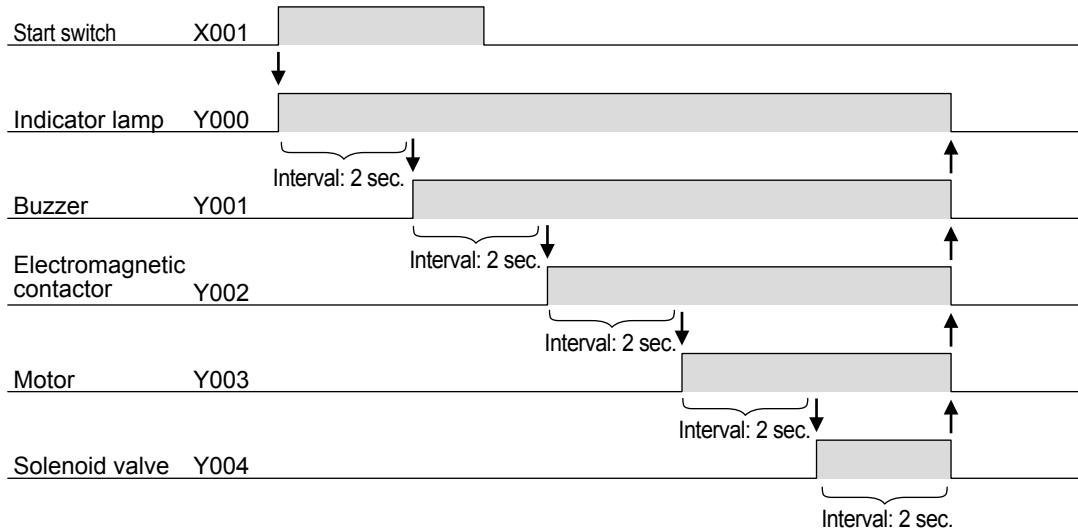 Start switch X001
Indicator lamp Y000
Interval: 2 sec.
Buzzer Y001
Interval: 2 sec.
Electromagnetic
contactor Y002
Interval: 2 sec.
Motor Y003
Interval: 2 sec.
Solenoid valve Y004
Interval: 2 sec.